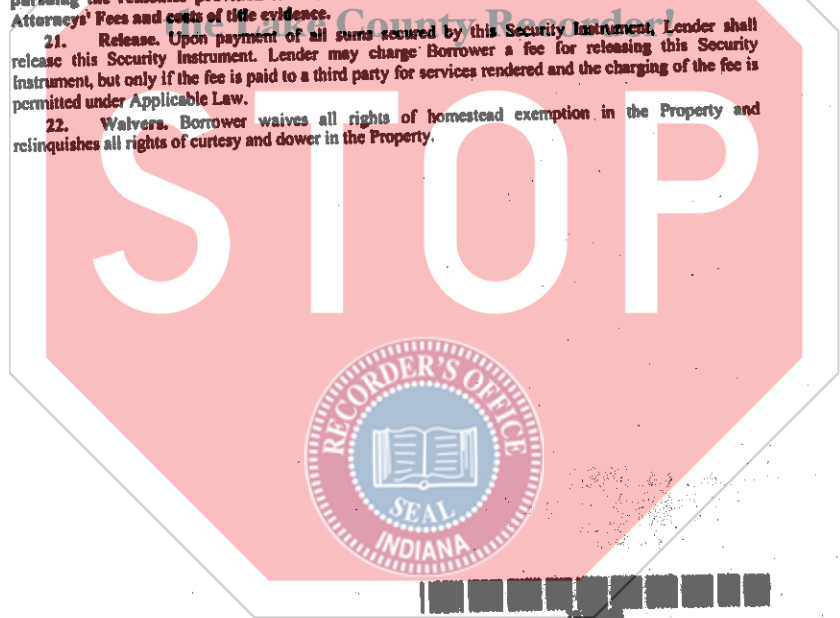 Attorneys' Fees and costs of title evidence.
the Lake County Recorder!
21. Release. Upon payment of all sums secured by this Security Instrument, Lender shall
release this Security Instrument. Lender may charge Borrower a fee for releasing this Security
Instrument, but only if the fee is paid to a third party for services rendered and the charging of the fee is
permitted under Applicable Law.
22. Waivers. Borrower waives all rights of homestead exemption in the Property and
relinquishes all rights of curtesy and dower in the Property.
STOP
RECORDER'S OFFICE
SEAL
INDIANA